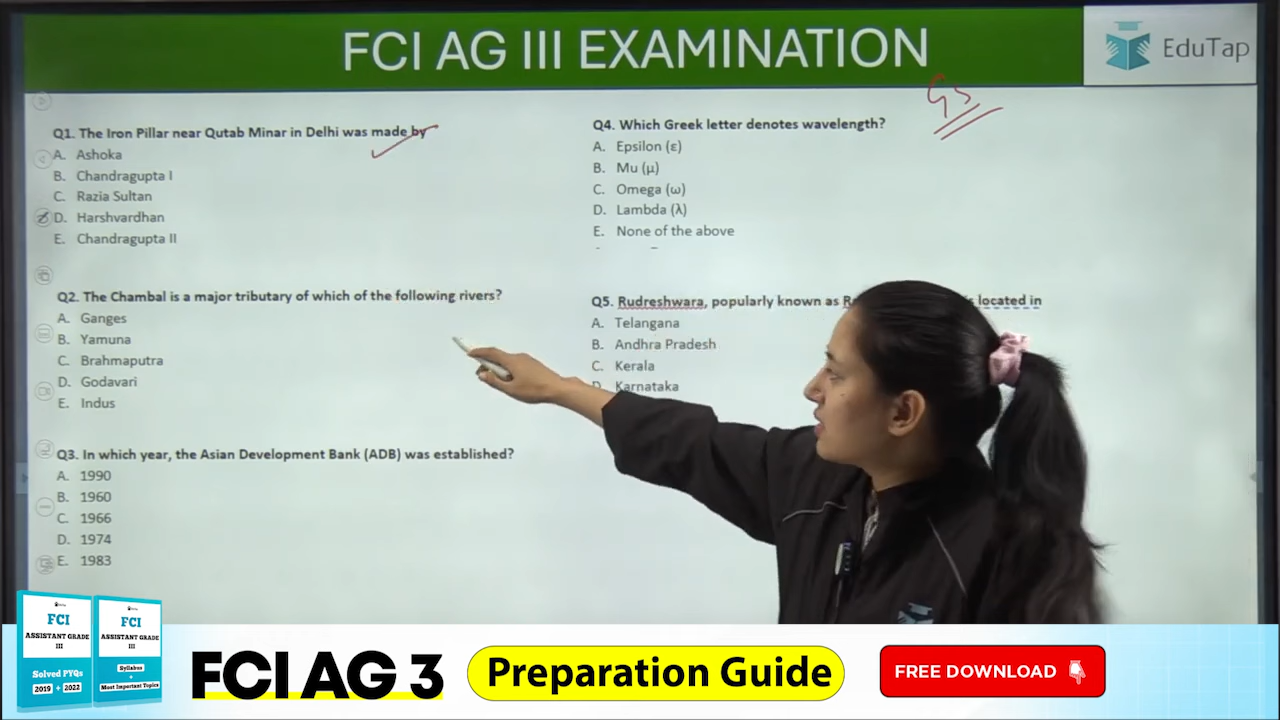 FCI AG III EXAMINATION
EduTap
GS
Q1. The Iron Pillar near Qutab Minar in Delhi was made by
A. Ashoka
B. Chandragupta I
C. Razia Sultan
D. Harshvardhan
E. Chandragupta II
Q2. The Chambal is a major tributary of which of the following rivers?
A. Ganges
B. Yamuna
C. Brahmaputra
D. Godavari
E. Indus
Q3. In which year, the Asian Development Bank (ADB) was established?
A. 1990
B. 1960
C. 1966
D. 1974
E. 1983
Q4. Which Greek letter denotes wavelength?
A. Epsilon (ε)
B. Mu (μ)
C. Omega (ω)
D. Lambda (λ)
E. None of the above
Q5. Rudreshwara, popularly known as located in
A. Telangana
B. Andhra Pradesh
C. Kerala
D. Karnataka
FCI
ASSISTANT GRADE
III
Solved PYQs
2019 + 2022
FCI
ASSISTANT GRADE
III
Syllabus
+
Most Important Topics
FCI AG 3
Preparation Guide
FREE DOWNLOAD